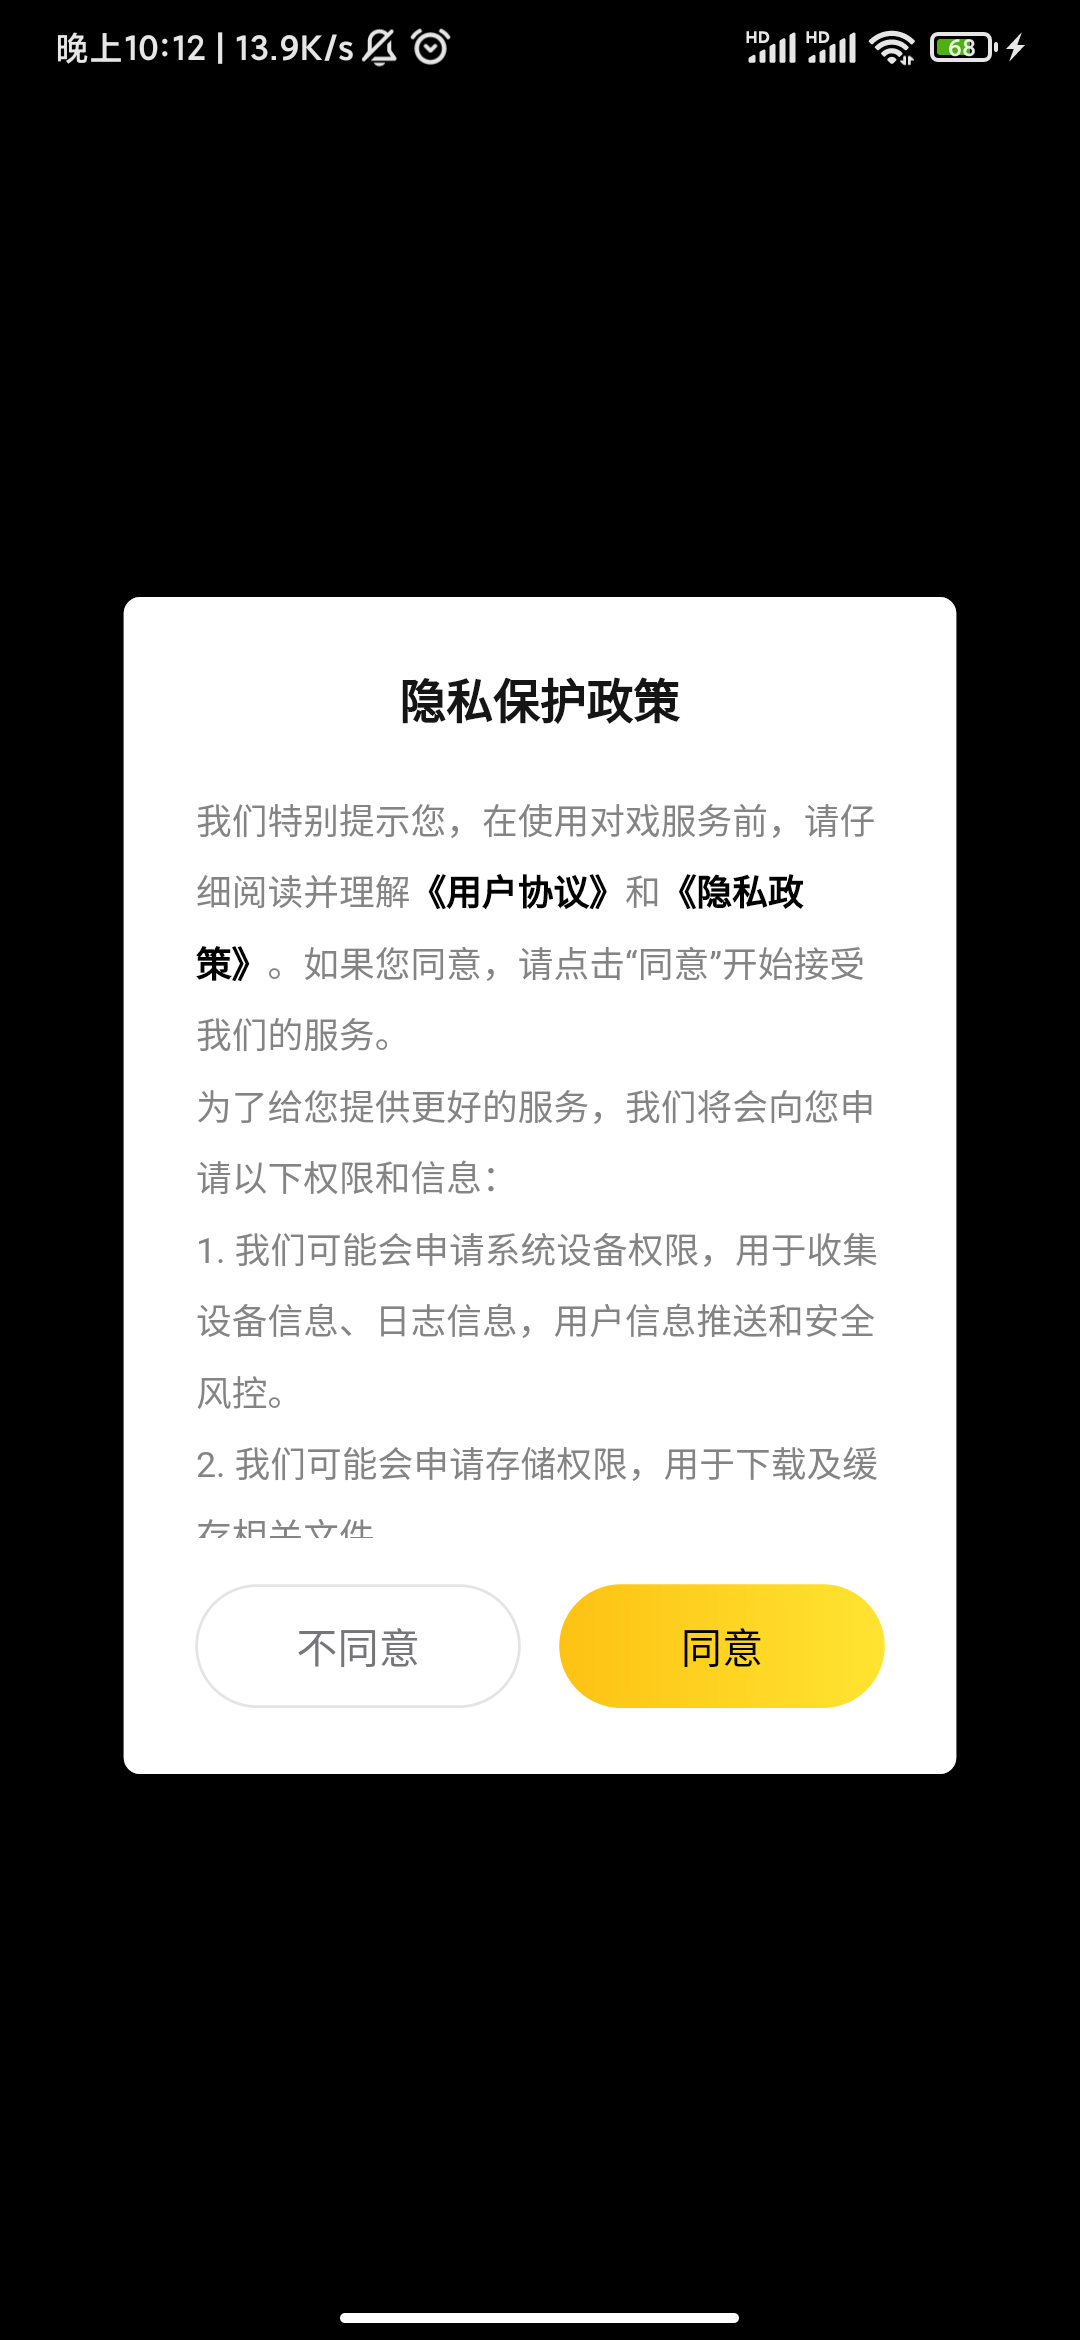 晚上10:12 | 13.9K/s
HD HD 68
隐私保护政策
我们特别提示您，在使用对戏服务前，请仔
细阅读并理解《用户协议》和《隐私政
策》。如果您同意，请点击“同意”开始接受
我们的服务。
为了给您提供更好的服务，我们将会向您申
请以下权限和信息：
1. 我们可能会申请系统设备权限，用于收集
设备信息、日志信息，用户信息推送和安全
风控。
2. 我们可能会申请存储权限，用于下载及缓
存相关文件
不同意
同意